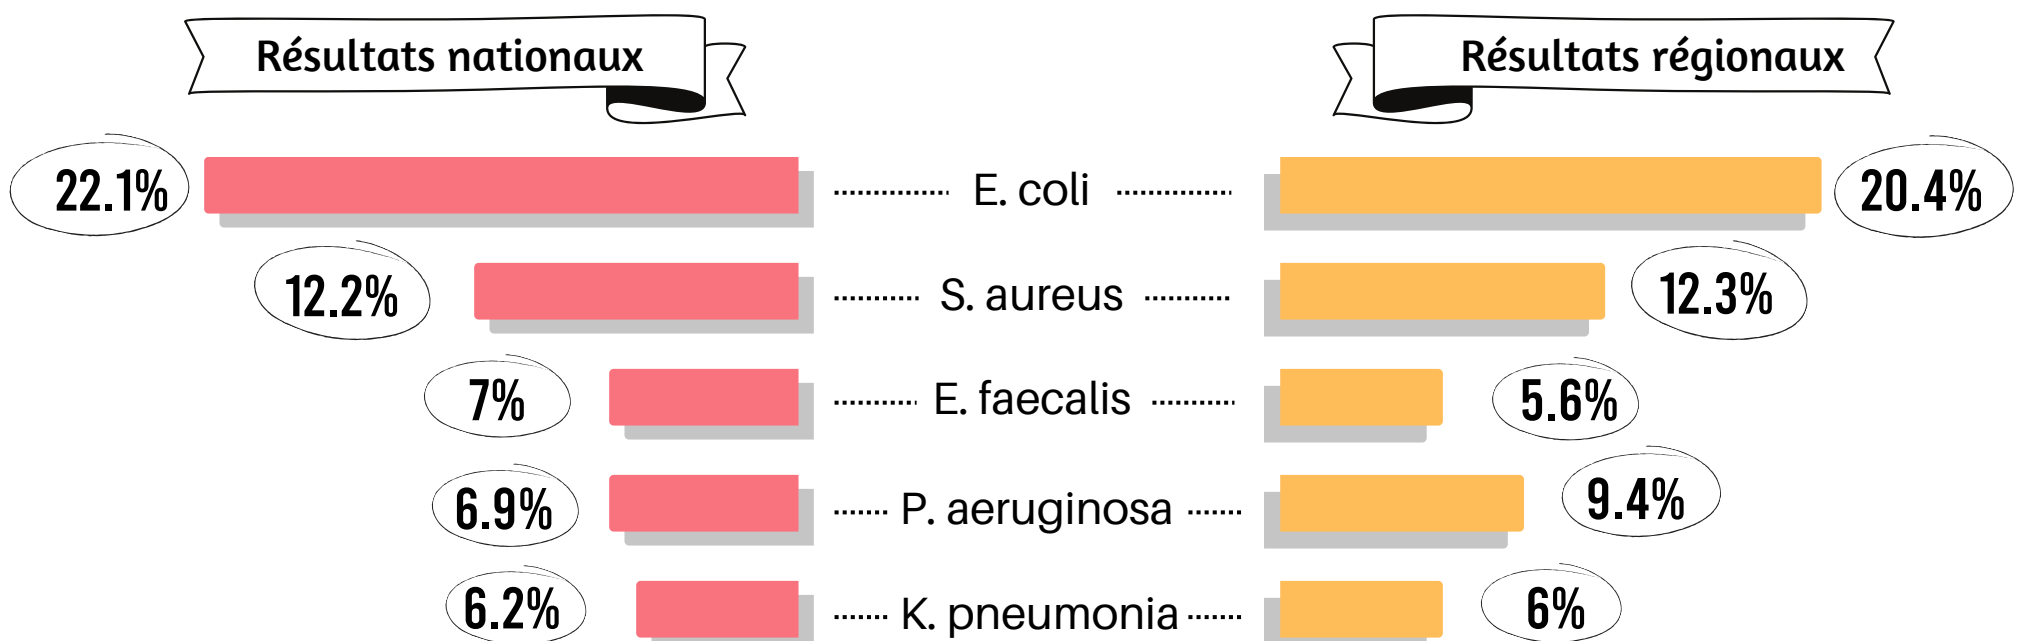 Résultats nationaux Résultats régionaux
22.1% E. coli 20.4%
12.2% S. aureus 12.3%
7% E. faecalis 5.6%
6.9% P. aeruginosa 9.4%
6.2% K. pneumonia 6%